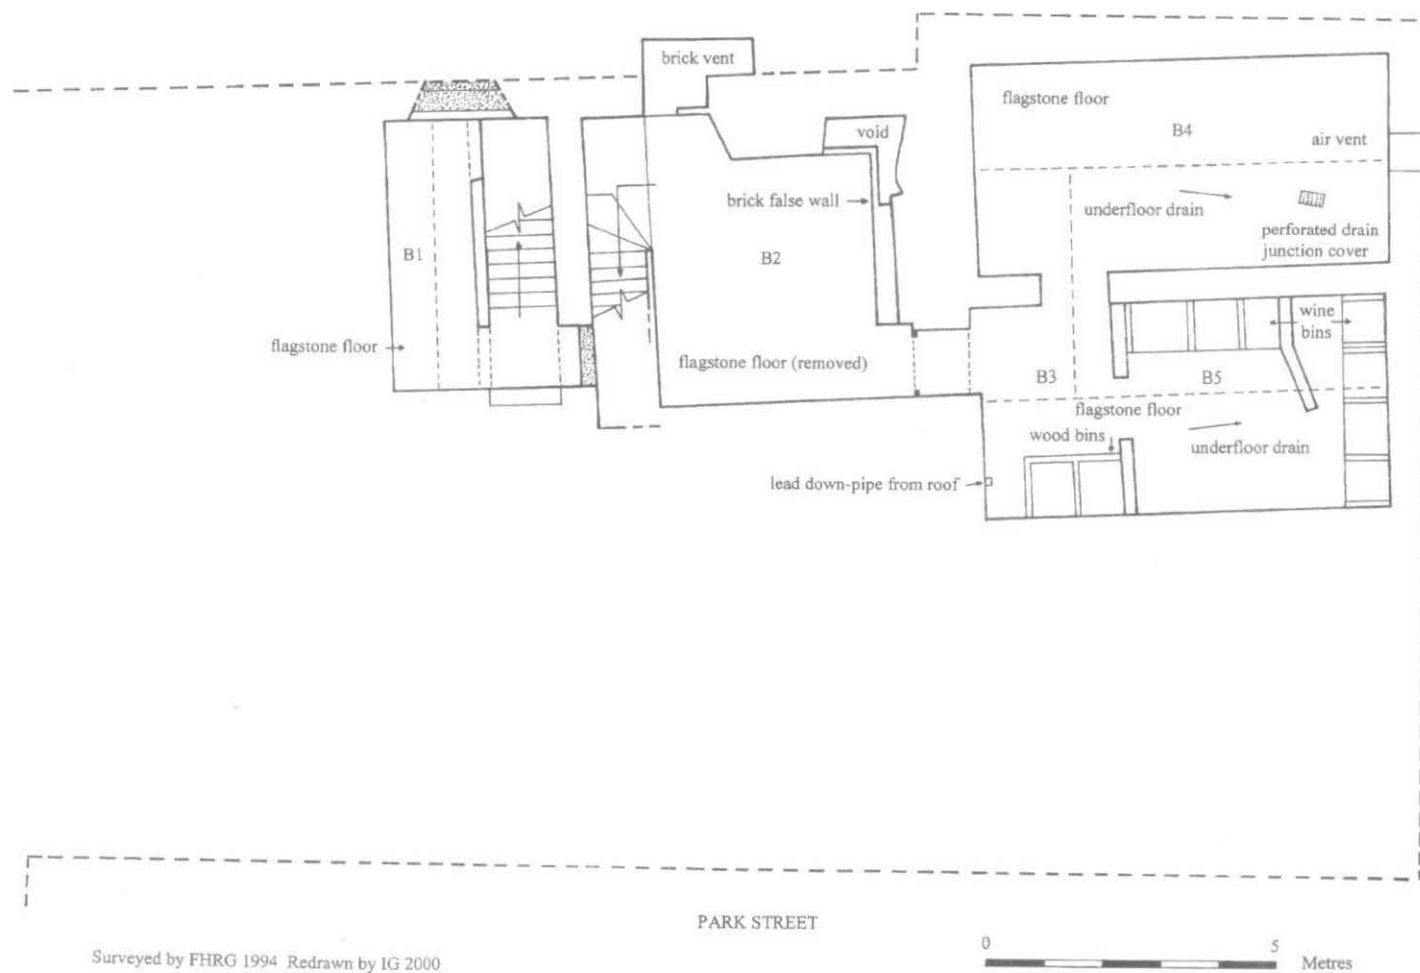 brick vent
flagstone floor
B4
void
air vent
brick false wall
underfloor drain
perforated drain
junction cover
B1
B2
wine
bins
flagstone floor
flagstone floor (removed)
B3
B5
flagstone floor
wood bins
underfloor drain
lead down-pipe from roof
PARK STREET
0
5
Metres
Surveyed by FHRG 1994 Redrawn by IG 2000